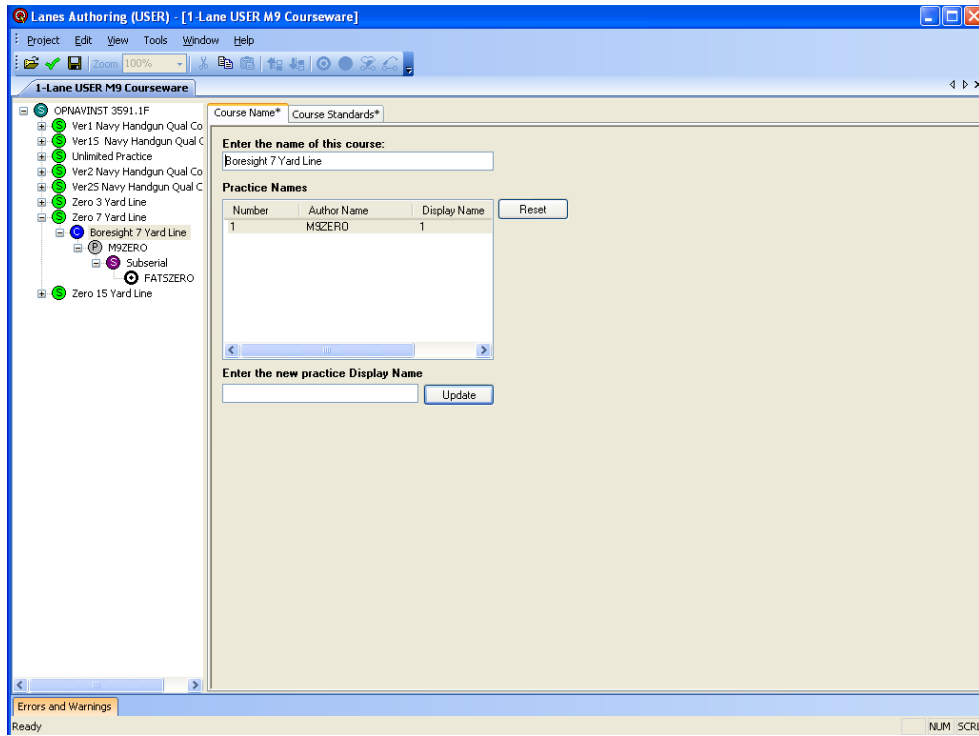 Lanes Authoring (USER) - [1-Lane USER M9 Courseware]
Project Edit View Tools Window Help
Zoom 100%
1-Lane USER M9 Courseware
S OPNAVINST 3591.1F
S Ver1 Navy Handgun Qual Co
S Ver1S Navy Handgun Qual C
S Unlimited Practice
S Ver2 Navy Handgun Qual Co
S Ver2S Navy Handgun Qual C
S Zero 3 Yard Line
S Zero 7 Yard Line
C Boresight 7 Yard Line
P M9ZERO
S Subserial
FATSZERO
S Zero 15 Yard Line
Course Name* Course Standards*
Enter the name of this course:
Boresight 7 Yard Line
Practice Names
Number Author Name Display Name
1 M9ZERO 1
Reset
Enter the new practice Display Name
Update
Errors and Warnings
Ready NUM SCRL